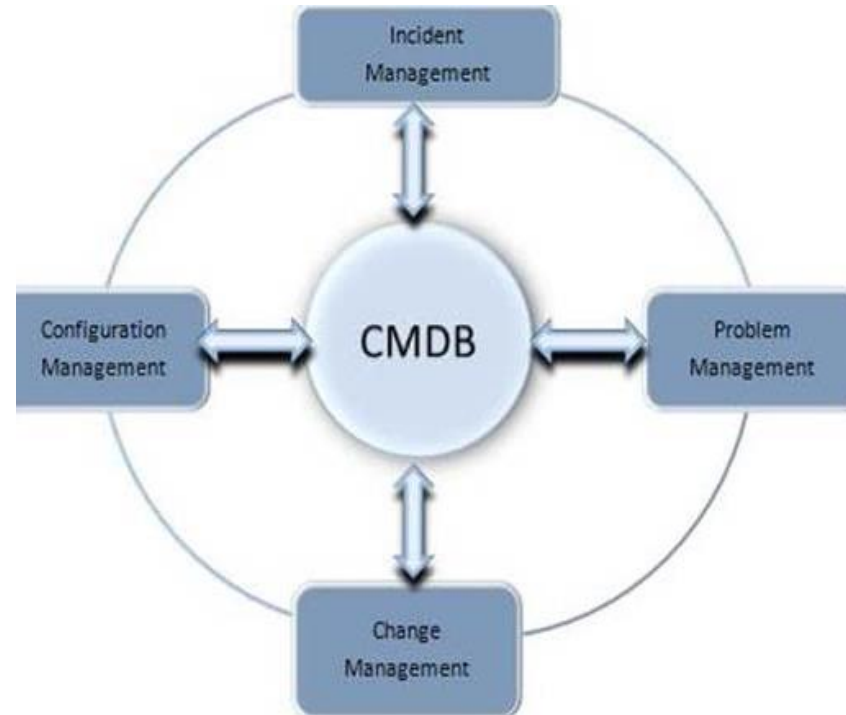 Incident
Management
Configuration
Management
CMDB
Problem
Management
Change
Management